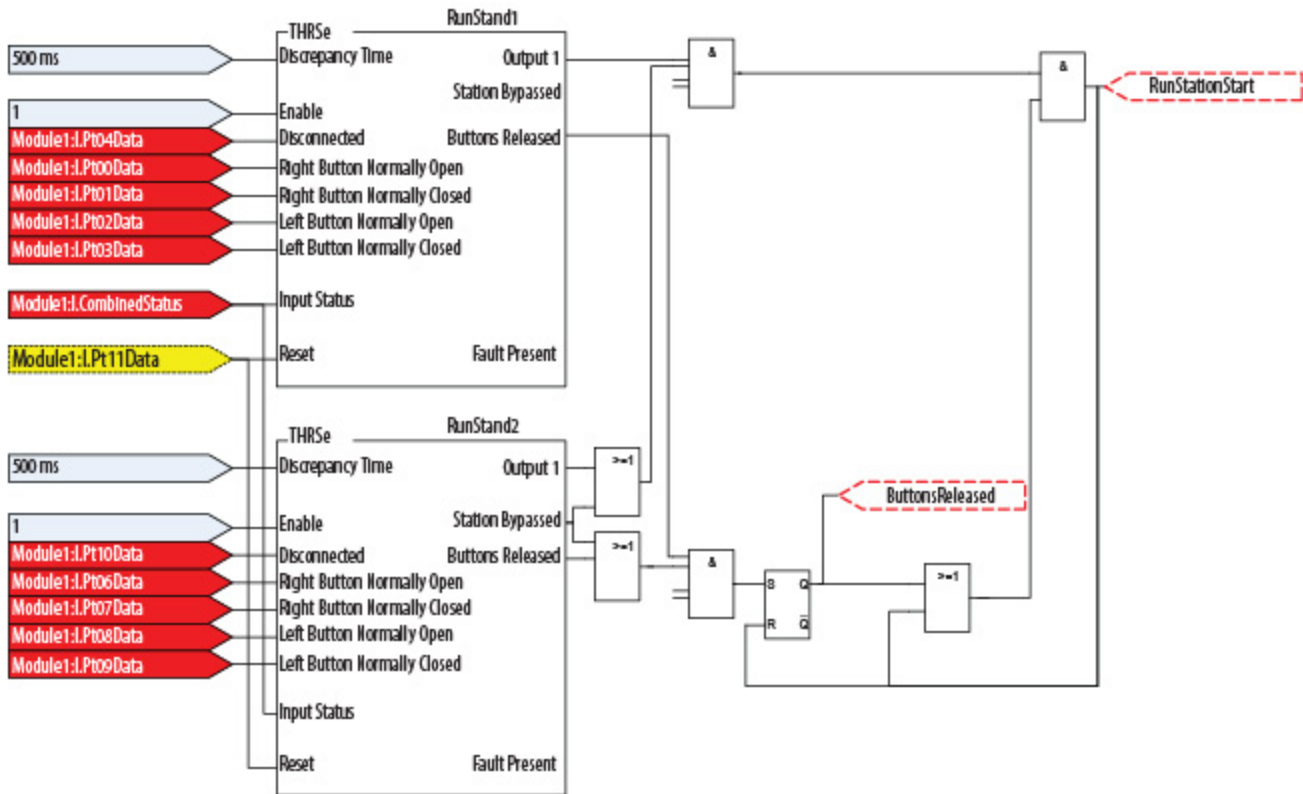 RunStand1
THRSe
500 ms
Discrepancy Time
Output 1
&
&
RunStationStart
Station Bypassed
1
Enable
Module1:I.Pt04Data
Disconnected
Buttons Released
Module1:I.Pt00Data
Right Button Normally Open
Module1:I.Pt01Data
Right Button Normally Closed
Module1:I.Pt02Data
Left Button Normally Open
Module1:I.Pt03Data
Left Button Normally Closed
Module1:I.CombinedStatus
Input Status
Module1:I.Pt11Data
Reset
Fault Present
RunStand2
THRSe
500 ms
Discrepancy Time
Output 1
>=1
ButtonsReleased
1
Enable
Station Bypassed
Module1:I.Pt10Data
Disconnected
Buttons Released
>=1
&
Module1:I.Pt06Data
Right Button Normally Open
S Q
>=1
Module1:I.Pt07Data
Right Button Normally Closed
R Q̅
Module1:I.Pt08Data
Left Button Normally Open
Module1:I.Pt09Data
Left Button Normally Closed
Input Status
Reset
Fault Present